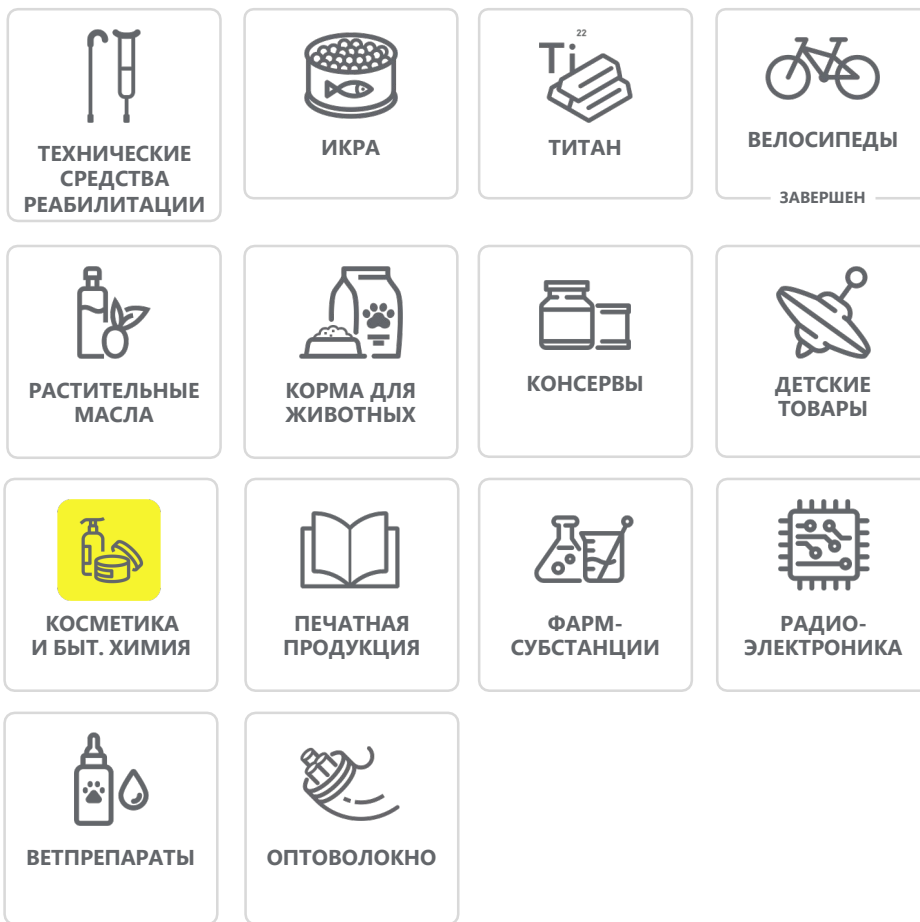 ТЕХНИЧЕСКИЕ
СРЕДСТВА
РЕАБИЛИТАЦИИ
ИКРА
22
Ti
ТИТАН
ВЕЛОСИПЕДЫ
ЗАВЕРШЕН
РАСТИТЕЛЬНЫЕ
МАСЛА
КОРМА ДЛЯ
ЖИВОТНЫХ
КОНСЕРВЫ
ДЕТСКИЕ
ТОВАРЫ
КОСМЕТИКА
И БЫТ. ХИМИЯ
ПЕЧАТНАЯ
ПРОДУКЦИЯ
ФАРМ-
СУБСТАНЦИИ
РАДИО-
ЭЛЕКТРОНИКА
ВЕТПРЕПАРАТЫ
ОПТОВОЛОКНО